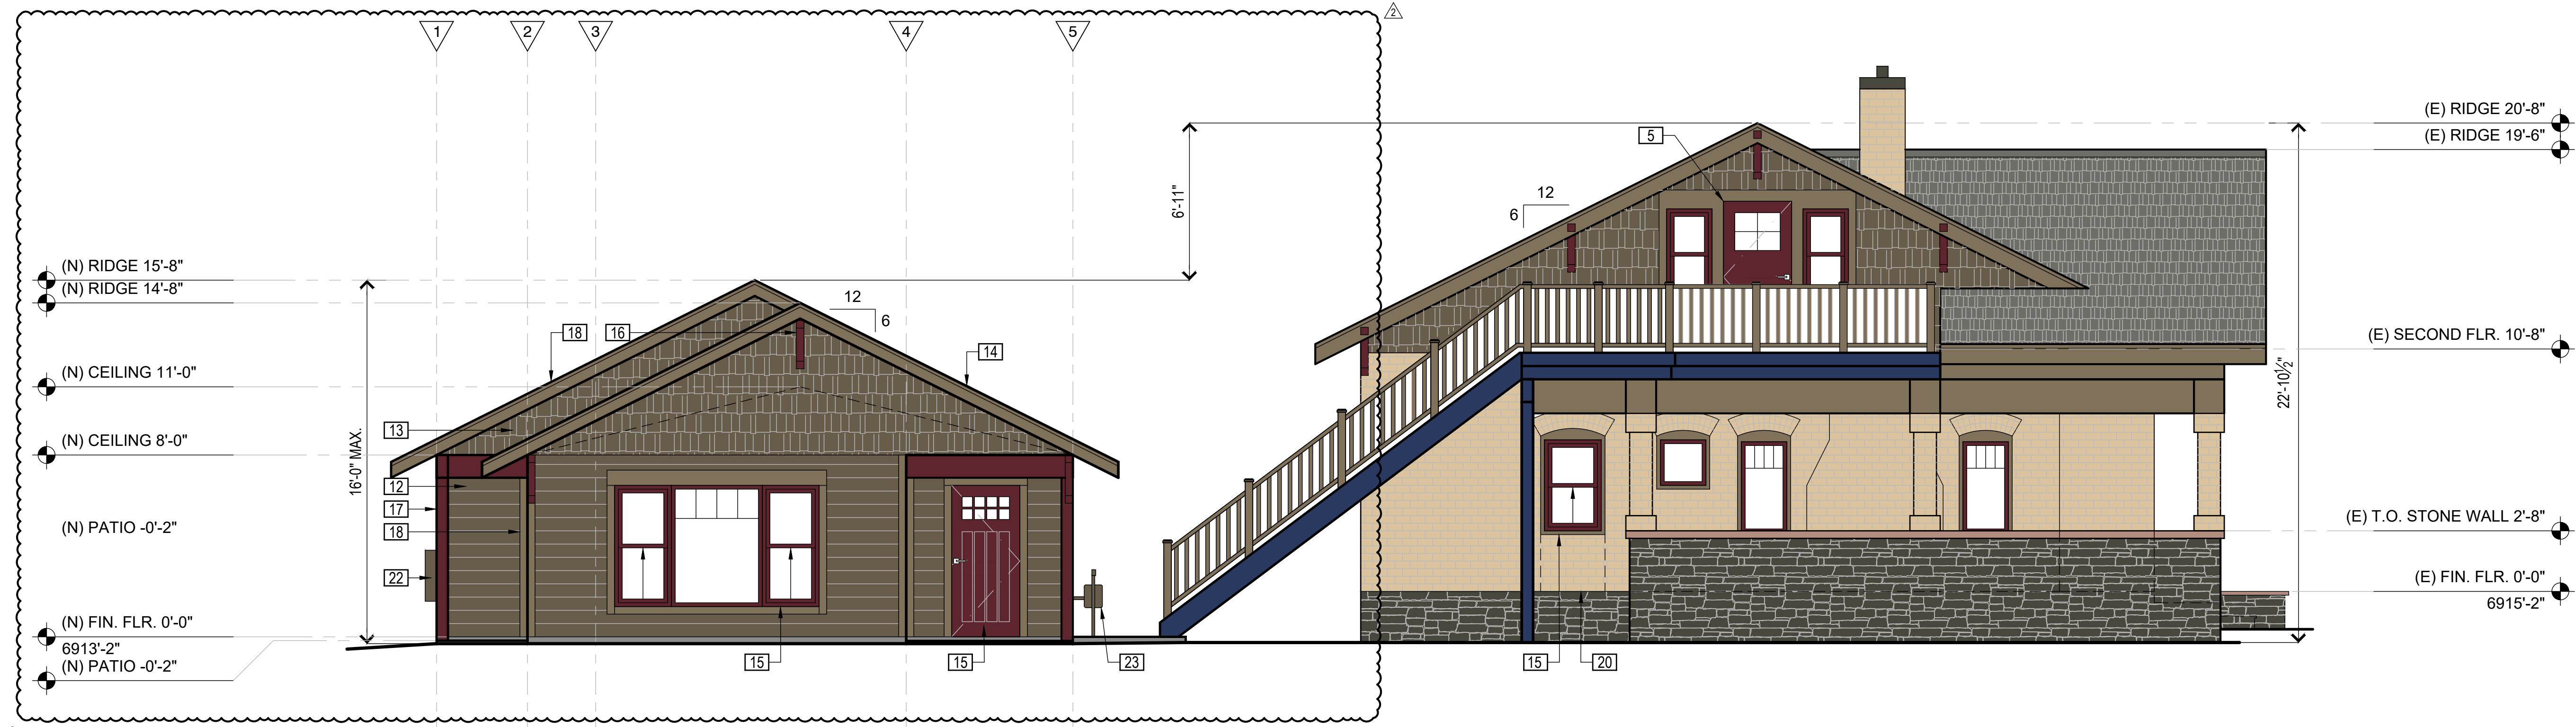 1
2
3
4
5
2
(N) RIDGE 15'-8"
(N) RIDGE 14'-8"
(N) CEILING 11'-0"
(N) CEILING 8'-0"
(N) PATIO -0'-2"
(N) FIN. FLR. 0'-0"
6913'-2"
(N) PATIO -0'-2"
16'-0" MAX.
18
16
12
6
14
13
12
17
18
22
15
15
23
6'-11"
5
12
6
15
20
22'-10½"
(E) RIDGE 20'-8"
(E) RIDGE 19'-6"
(E) SECOND FLR. 10'-8"
(E) T.O. STONE WALL 2'-8"
(E) FIN. FLR. 0'-0"
6915'-2"